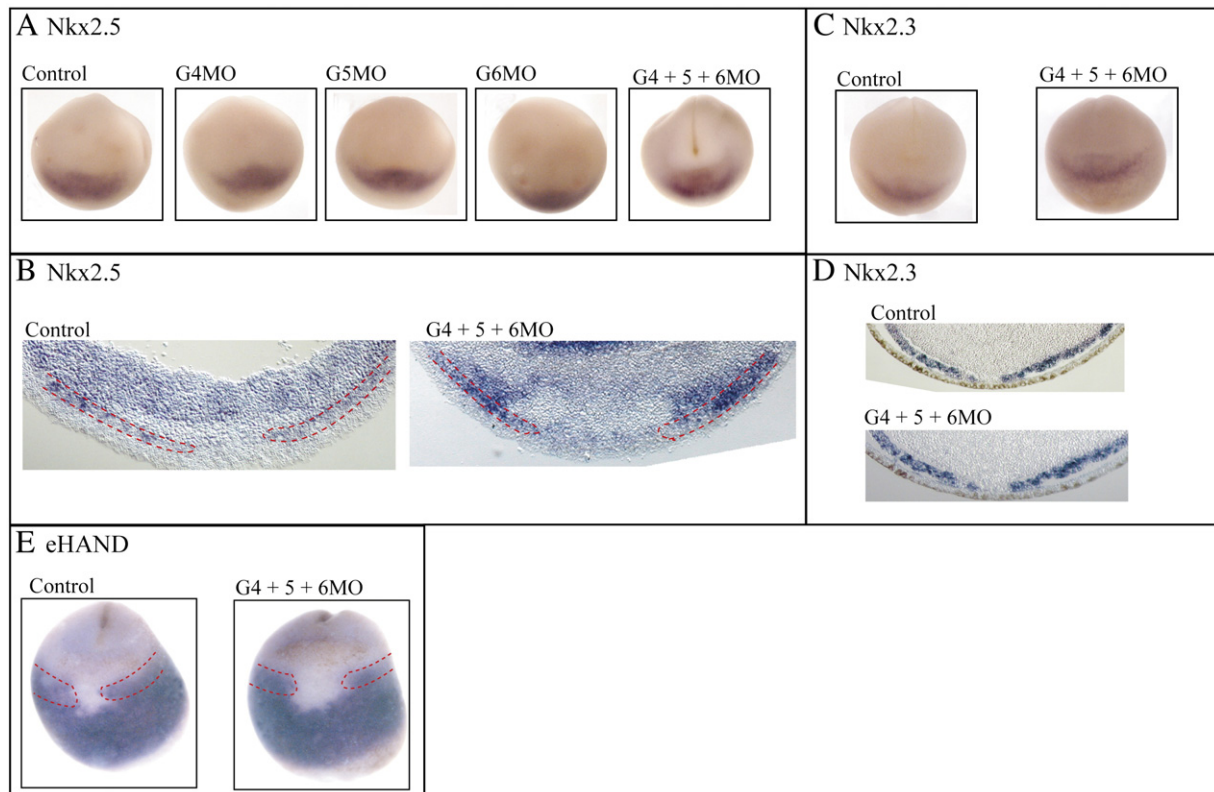 A Nkx2.5
Control G4MO G5MO G6MO G4 + 5 + 6MO
C Nkx2.3
Control G4 + 5 + 6MO
B Nkx2.5
Control G4 + 5 + 6MO
D Nkx2.3
Control
G4 + 5 + 6MO
E eHAND
Control G4 + 5 + 6MO